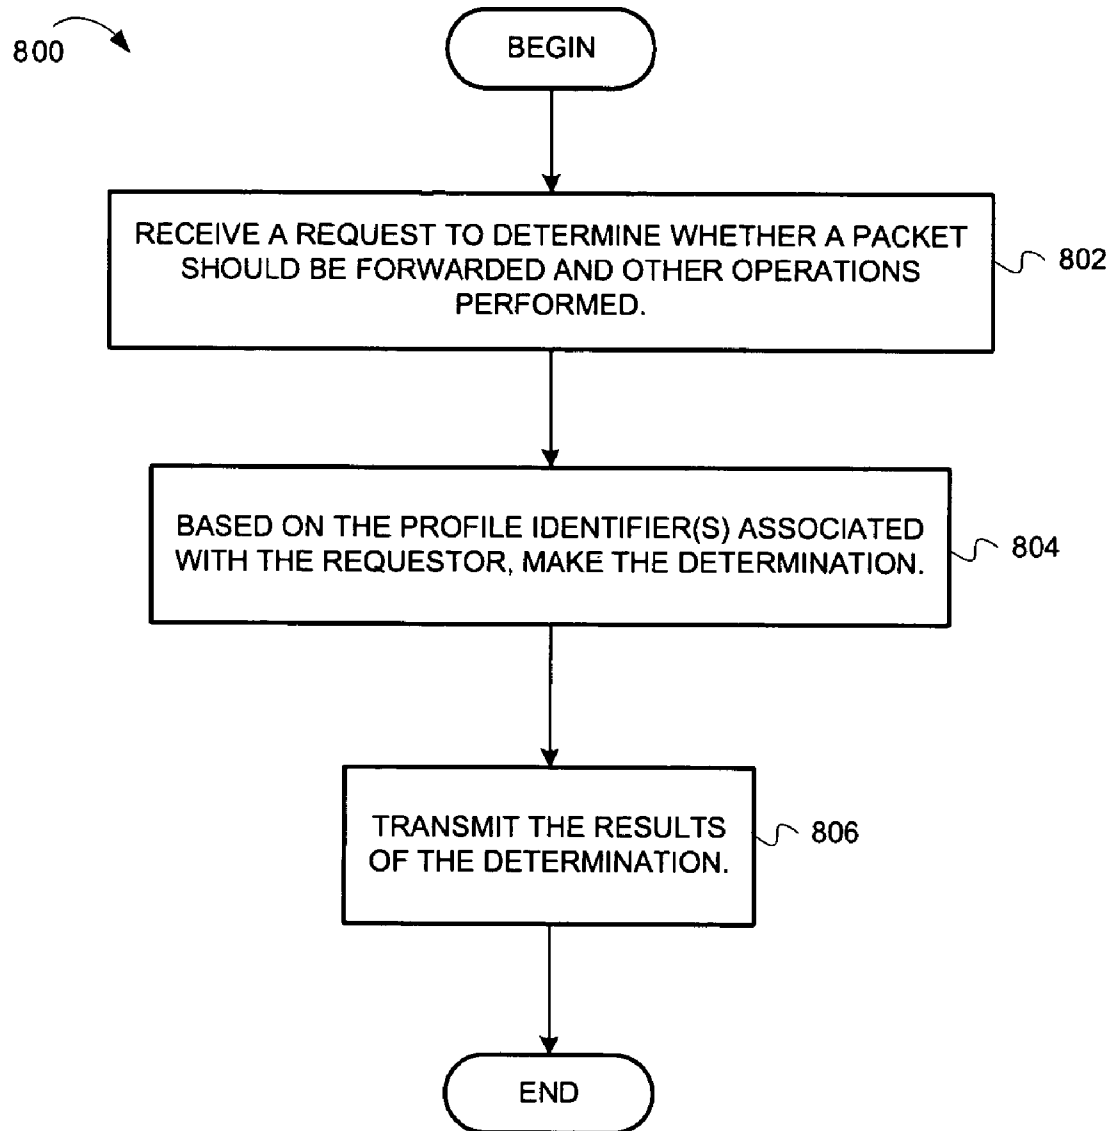 800
BEGIN
RECEIVE A REQUEST TO DETERMINE WHETHER A PACKET
SHOULD BE FORWARDED AND OTHER OPERATIONS
PERFORMED.
802
BASED ON THE PROFILE IDENTIFIER(S) ASSOCIATED
WITH THE REQUESTOR, MAKE THE DETERMINATION.
804
TRANSMIT THE RESULTS
OF THE DETERMINATION.
806
END